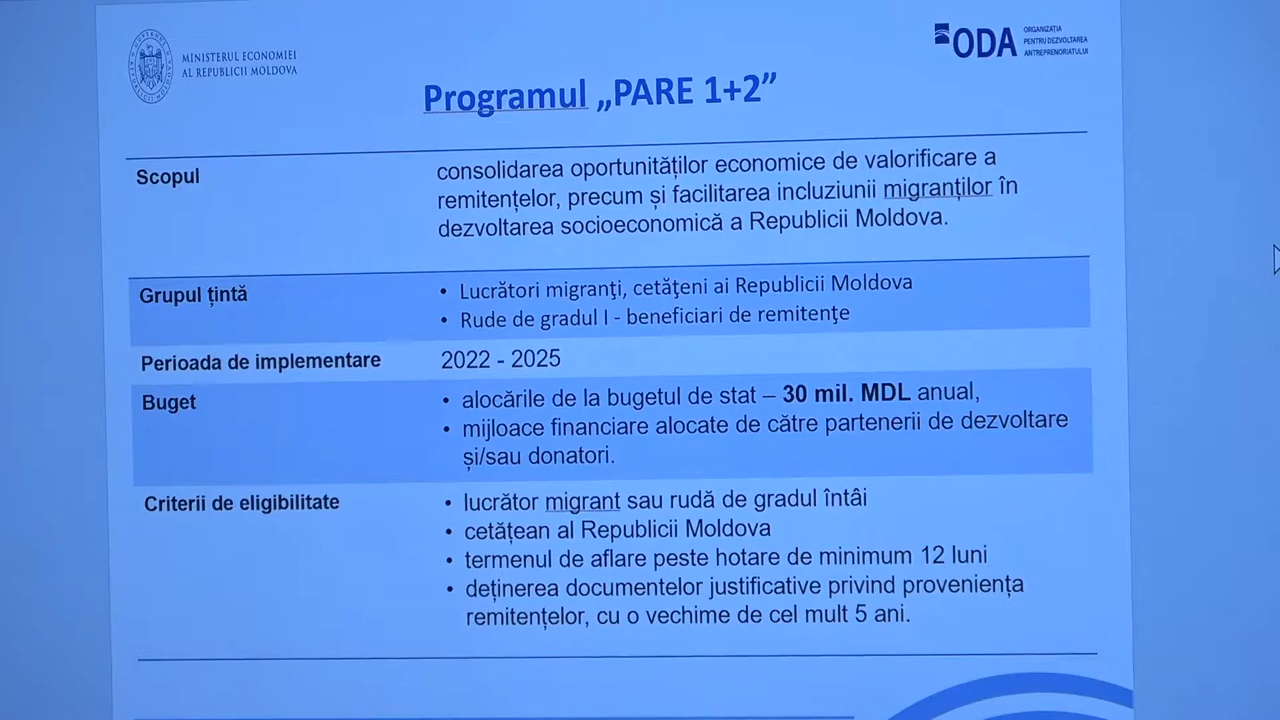 MINISTERUL ECONOMIEI
AL REPUBLICII MOLDOVA
ODA
ORGANIZAȚIA
PENTRU DEZVOLTAREA
ANTREPRENORIATULUI
Programul „PARE 1+2”
Scopul
consolidarea oportunităților economice de valorificare a
remitențelor, precum și facilitarea incluziunii migranților în
dezvoltarea socioeconomică a Republicii Moldova.
Grupul țintă
• Lucrători migranţi, cetăţeni ai Republicii Moldova
• Rude de gradul I - beneficiari de remitenţe
Perioada de implementare
2022 - 2025
Buget
• alocările de la bugetul de stat – 30 mil. MDL anual,
• mijloace financiare alocate de către partenerii de dezvoltare
și/sau donatori.
Criterii de eligibilitate
• lucrător migrant sau rudă de gradul întâi
• cetățean al Republicii Moldova
• termenul de aflare peste hotare de minimum 12 luni
• deținerea documentelor justificative privind proveniența
remitențelor, cu o vechime de cel mult 5 ani.